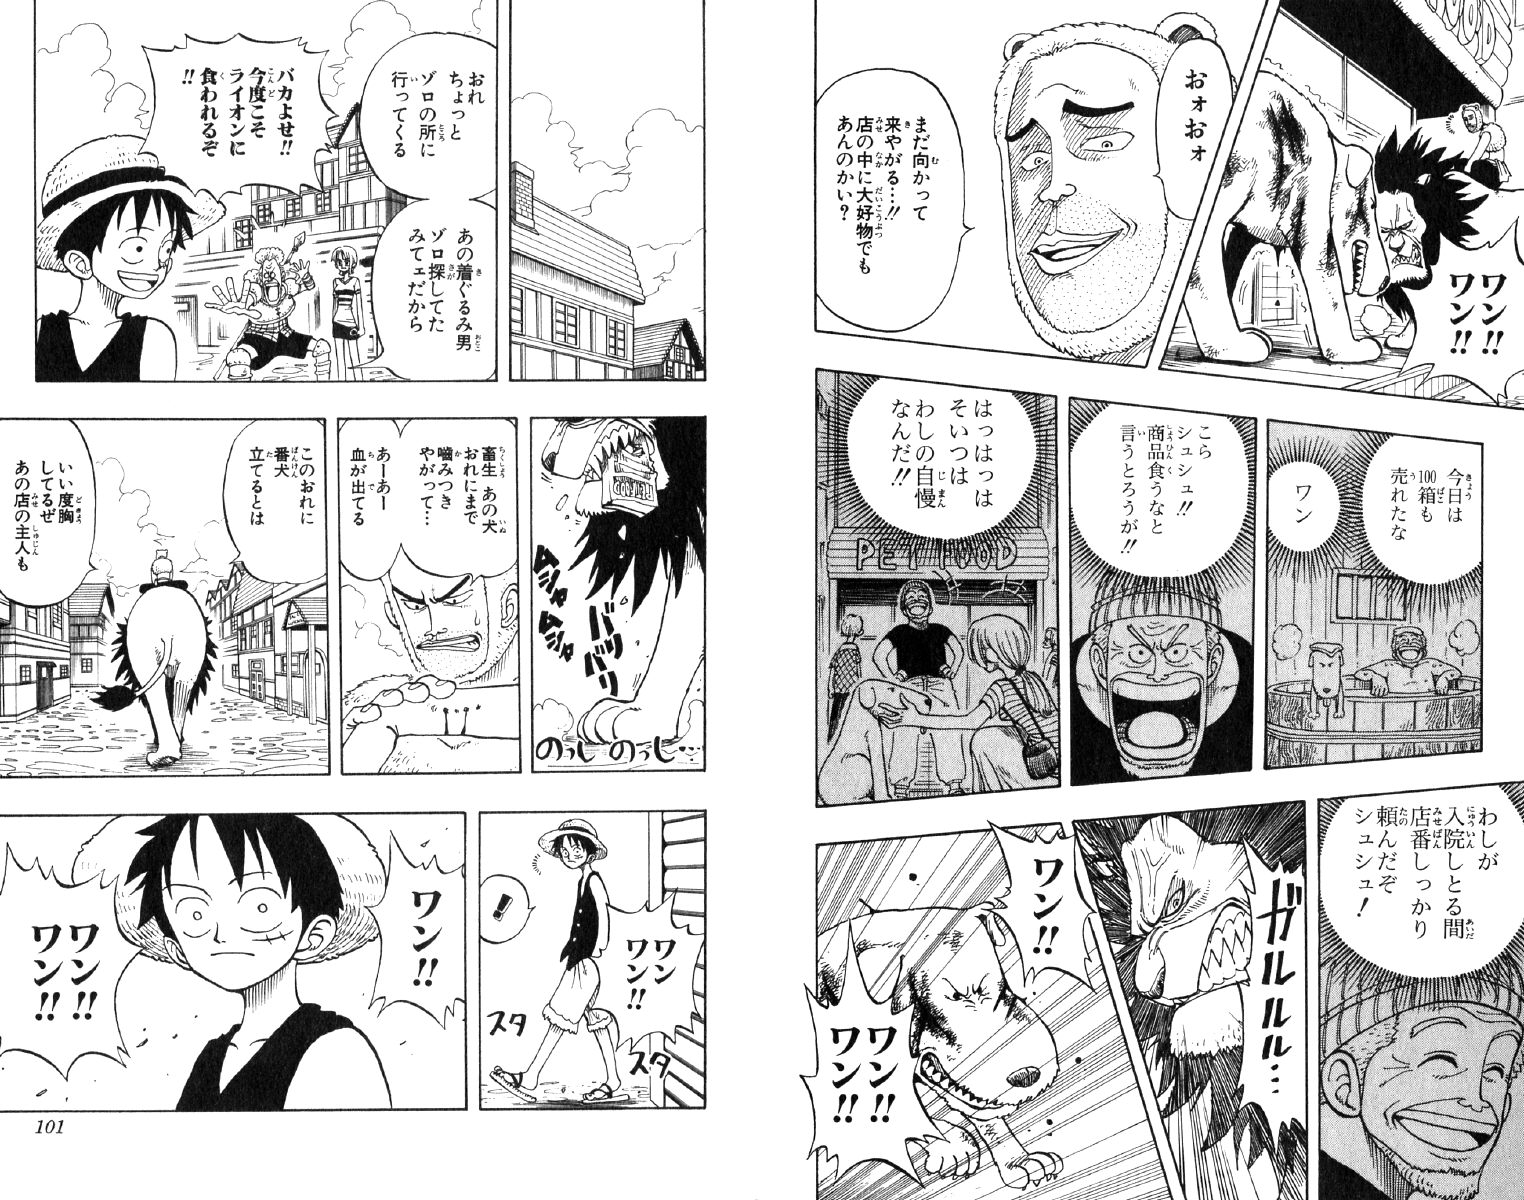 ワン!!
ワン!!
おォおォ
まだ向かって
来やがる…!!
店の中に大好物でも
あんのかい?
今日は
100箱も
売れたな
ワン
こら
シュシュ!!
商品食うなと
言うとろうが!!
はっはっは
そいつは
わしの自慢
なんだ!!
PET FOOD
わしが
入院しとる間
店番しっかり
頼んだぞ
シュシュ!
ガルルルル…
ワン!!
ワン!!
ワン!!
おれ
ちょっと
ゾロの所に
行ってくる
あの着ぐるみ男
ゾロ探してた
みてェだから
バカよせ!!
今度こそ
ライオンに
食われるぞ
!!
PETFOOD
ムシャ
ムシャ
バリバリ
のっし のっし
畜生 あの犬
おれにまで
嚙みつき
やがって…
あーあー
血が出てる
このおれに
番犬
立てるとは
いい度胸
してるぜ
あの店の主人も
ワン
ワン!!
!
スタ
スタ
ワン!!
ワン!!
ワン!!
101